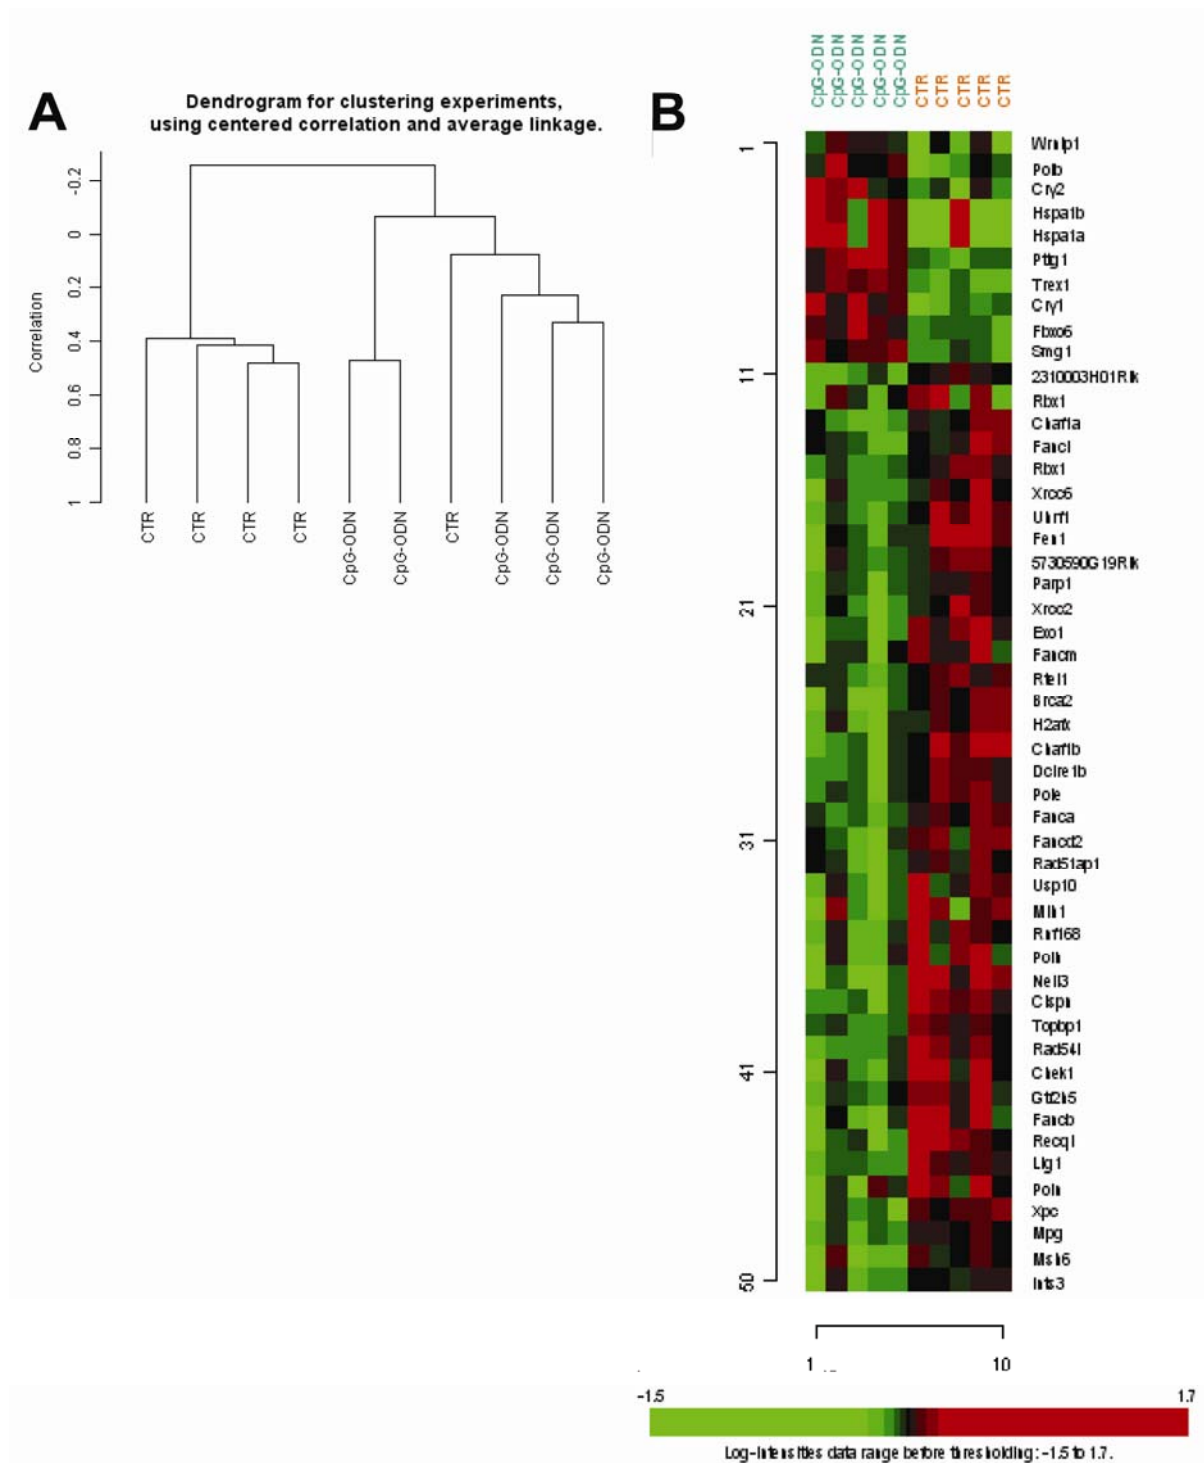 A
Dendrogram for clustering experiments,
using centered correlation and average linkage.
Correlation
-0.2
0
0.2
0.4
0.6
0.8
1
CTR
CTR
CTR
CTR
CpG-ODN
CpG-ODN
CTR
CpG-ODN
CpG-ODN
CpG-ODN
B
CpG-ODN
CpG-ODN
CpG-ODN
CpG-ODN
CpG-ODN
CTR
CTR
CTR
CTR
CTR
1
11
21
31
41
50
Wrnip1
Polb
Cry2
Hspa1b
Hspa1a
Pttg1
Trex1
Cry1
Fbxo6
Smg1
2310003H01Rik
Rbx1
Chaf1a
Fancl
Rbx1
Xrcc6
Uhrf1
Fen1
5730590G19Rik
Parp1
Xrcc2
Exo1
Fancm
Rtel1
Brca2
H2afx
Chaf1b
Dclre1b
Pole
Fanca
Fancd2
Rad51ap1
Usp10
Mlh1
Rnf168
Polh
Neil3
Clspn
Topbp1
Rad54l
Chek1
Gtf2h5
Fancb
Recql
Lig1
Poln
Xpc
Mpg
Msh6
Ints3
1
10
-1.5
1.7
Log-intensities data range before thresholding: -1.5 to 1.7.